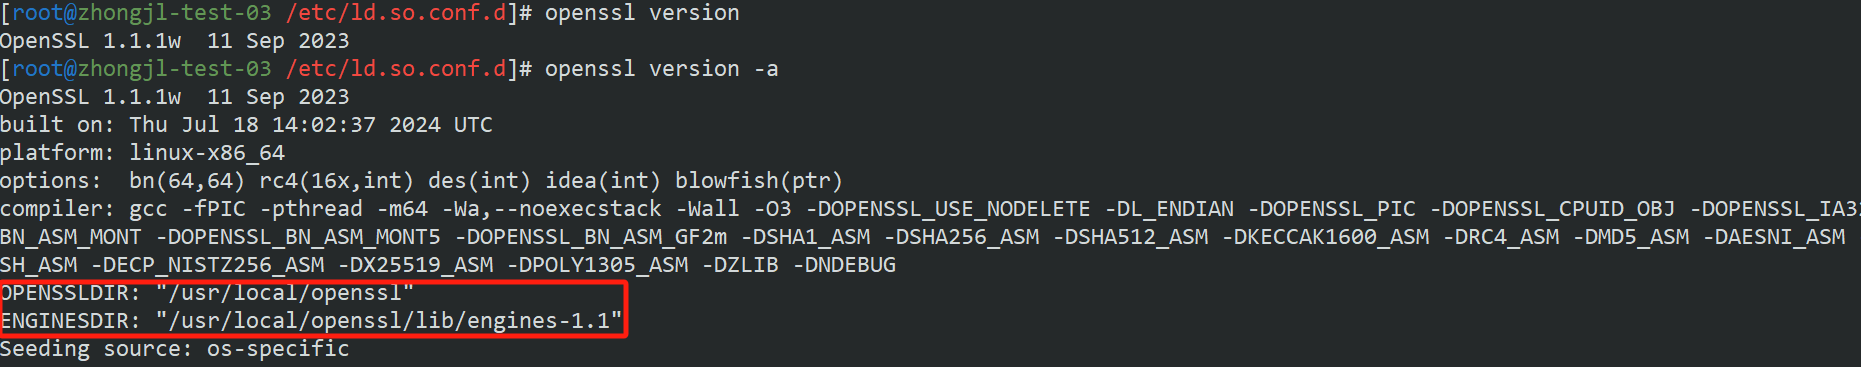 [root@zhongjl-test-03 /etc/ld.so.conf.d]# openssl version
OpenSSL 1.1.1w  11 Sep 2023
[root@zhongjl-test-03 /etc/ld.so.conf.d]# openssl version -a
OpenSSL 1.1.1w  11 Sep 2023
built on: Thu Jul 18 14:02:37 2024 UTC
platform: linux-x86_64
options:  bn(64,64) rc4(16x,int) des(int) idea(int) blowfish(ptr)
compiler: gcc -fPIC -pthread -m64 -Wa,--noexecstack -Wall -O3 -DOPENSSL_USE_NODELETE -DL_ENDIAN -DOPENSSL_PIC -DOPENSSL_CPUID_OBJ -DOPENSSL_IA32
BN_ASM_MONT -DOPENSSL_BN_ASM_MONT5 -DOPENSSL_BN_ASM_GF2m -DSHA1_ASM -DSHA256_ASM -DSHA512_ASM -DKECCAK1600_ASM -DRC4_ASM -DMD5_ASM -DAESNI_ASM
SH_ASM -DECP_NISTZ256_ASM -DX25519_ASM -DPOLY1305_ASM -DZLIB -DNDEBUG
OPENSSLDIR: "/usr/local/openssl"
ENGINESDIR: "/usr/local/openssl/lib/engines-1.1"
Seeding source: os-specific